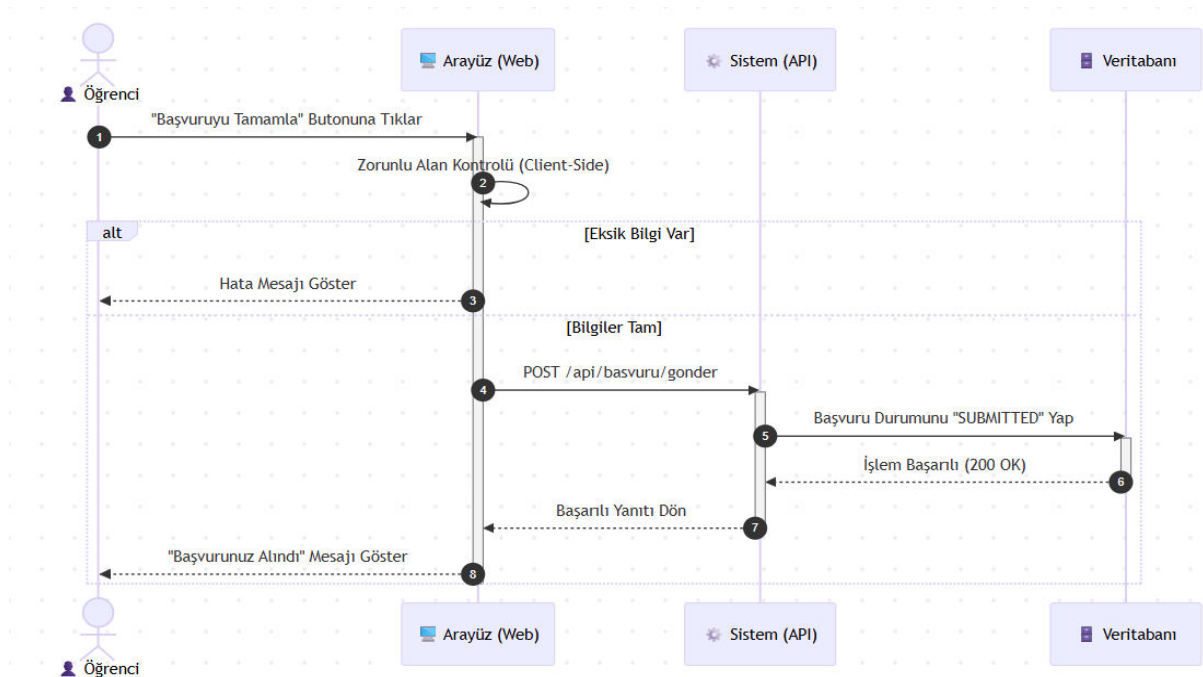 Arayüz (Web)
Sistem (API)
Veritabanı
Öğrenci
"Başvuruyu Tamamla" Butonuna Tıklar
1
Zorunlu Alan Kontrolü (Client-Side)
2
alt
[Eksik Bilgi Var]
Hata Mesajı Göster
3
[Bilgiler Tam]
POST /api/basvuru/gonder
4
Başvuru Durumunu "SUBMITTED" Yap
5
İşlem Başarılı (200 OK)
6
Başarılı Yanıtı Dön
7
"Başvurunuz Alındı" Mesajı Göster
8
Arayüz (Web)
Sistem (API)
Veritabanı
Öğrenci